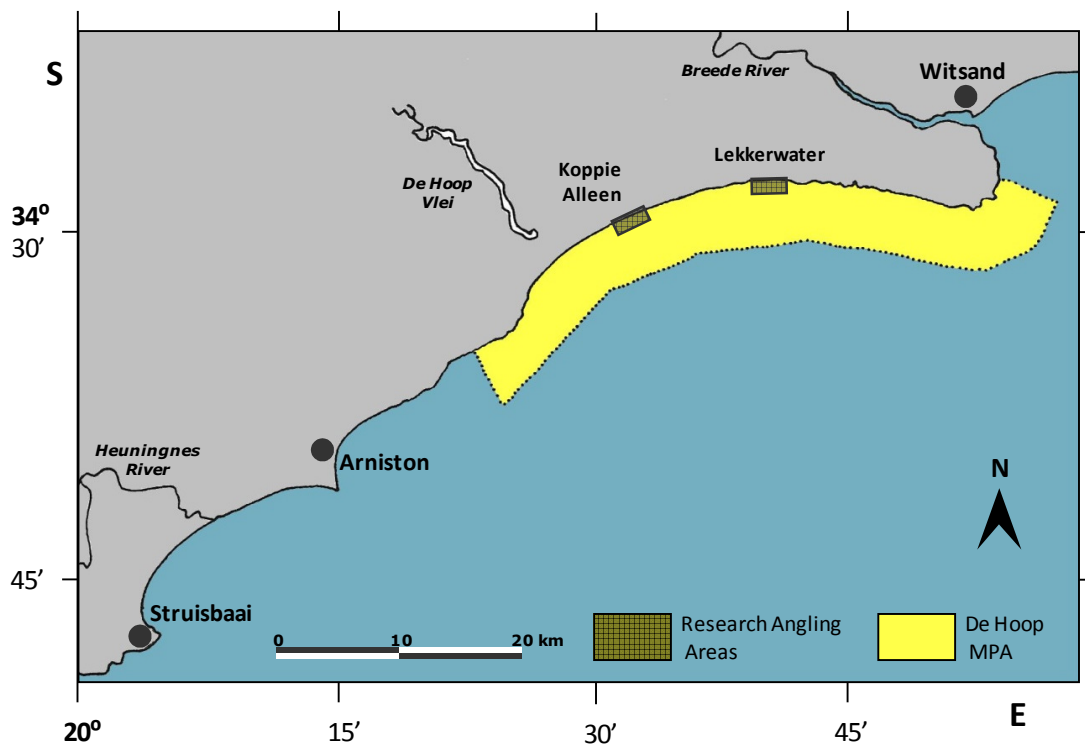 S
Breede River
Witsand
Lekkerwater
Koppie
Alleen
De Hoop
Vlei
34º
30’
Heuningnes
River
Arniston
N
45’
Struisbaai
0 10 20 km
Research Angling
Areas
De Hoop
MPA
20º 15’ 30’ 45’ E